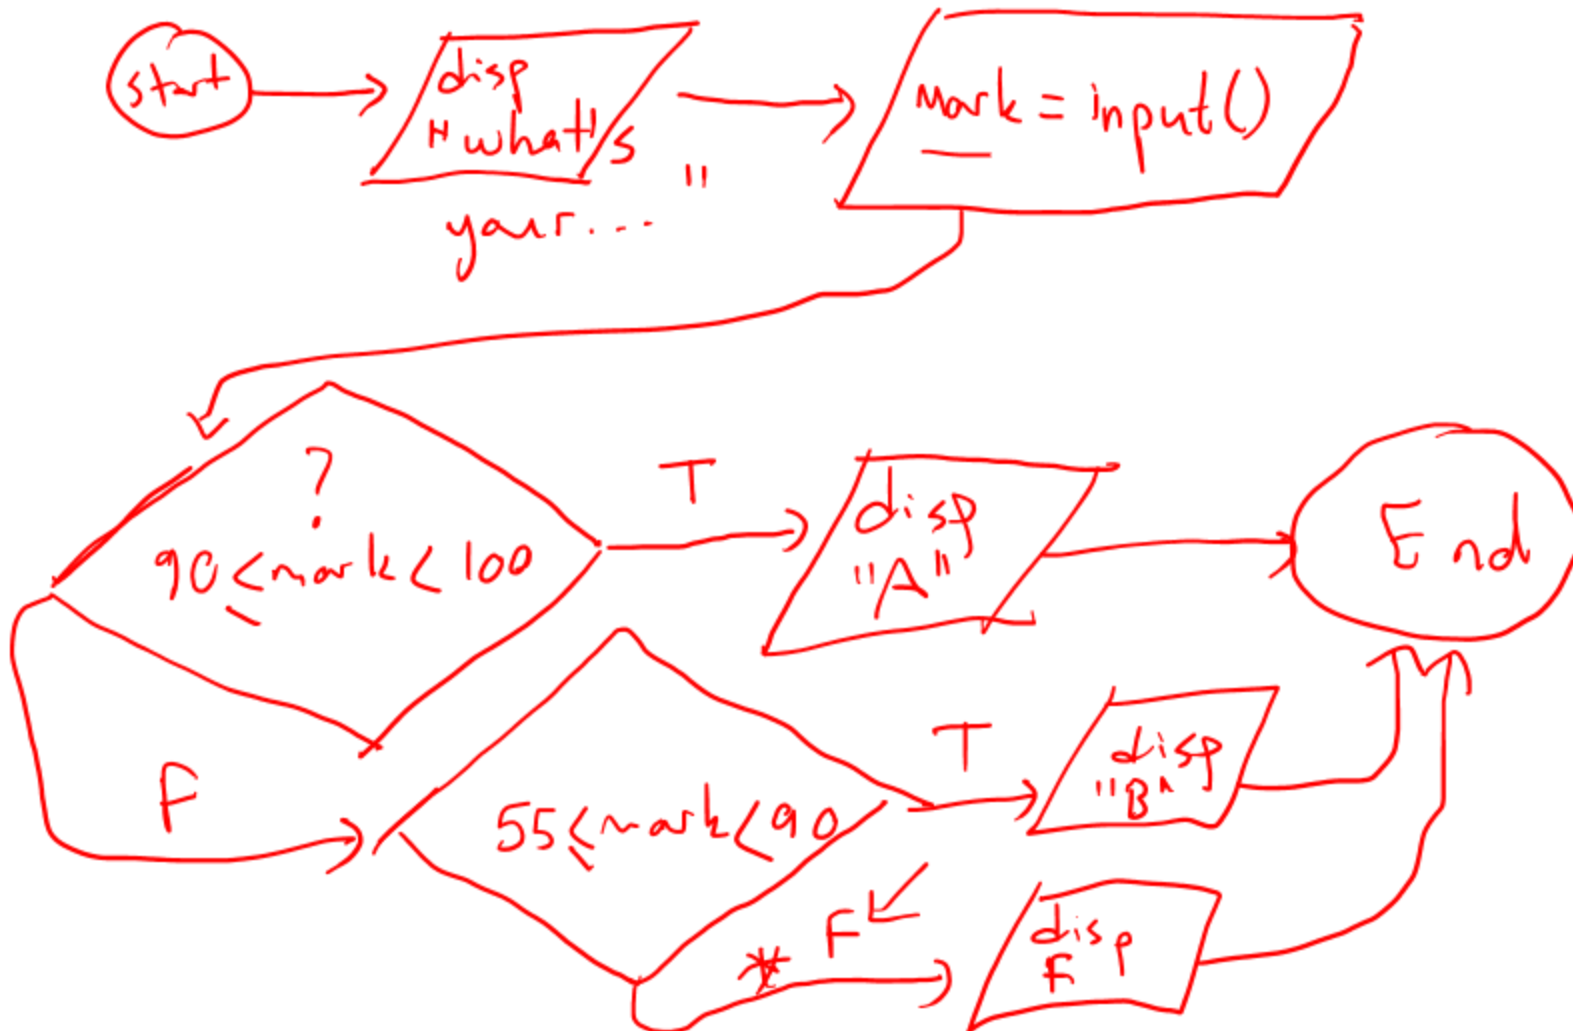 start
disp
"what's
your... "
mark = input()
?
90 ≤ mark < 100
T
disp
"A"
End
F
55 ≤ mark < 90
T
disp
"B"
* F
disp
F